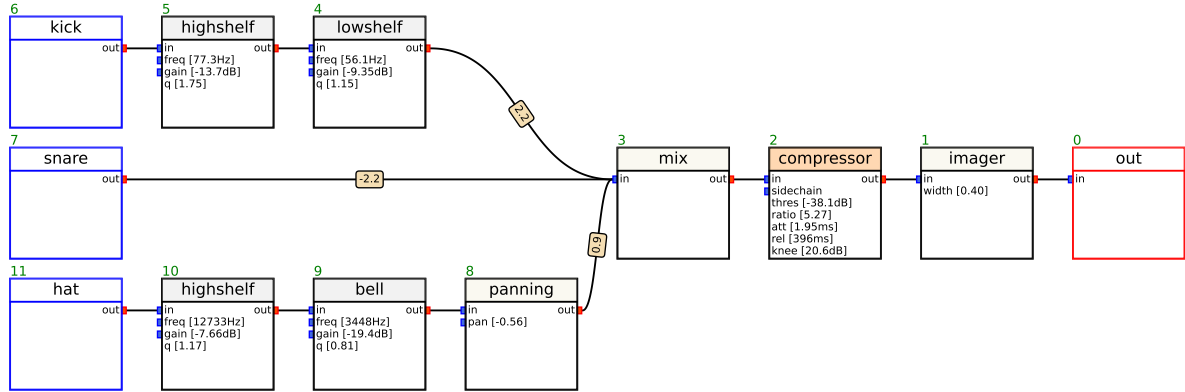 6
kick
out
5
highshelf
in out
freq [77.3Hz]
gain [-13.7dB]
q [1.75]
4
lowshelf
in out
freq [56.1Hz]
gain [-9.35dB]
q [1.15]
2.2
7
snare
out
-2.2
3
mix
in out
2
compressor
in out
sidechain
thres [-38.1dB]
ratio [5.27]
att [1.95ms]
rel [396ms]
knee [20.6dB]
1
imager
in out
width [0.40]
0
out
in
11
hat
out
10
highshelf
in out
freq [12733Hz]
gain [-7.66dB]
q [1.17]
9
bell
in out
freq [3448Hz]
gain [-19.4dB]
q [0.81]
8
panning
in out
pan [-0.56]
0.9